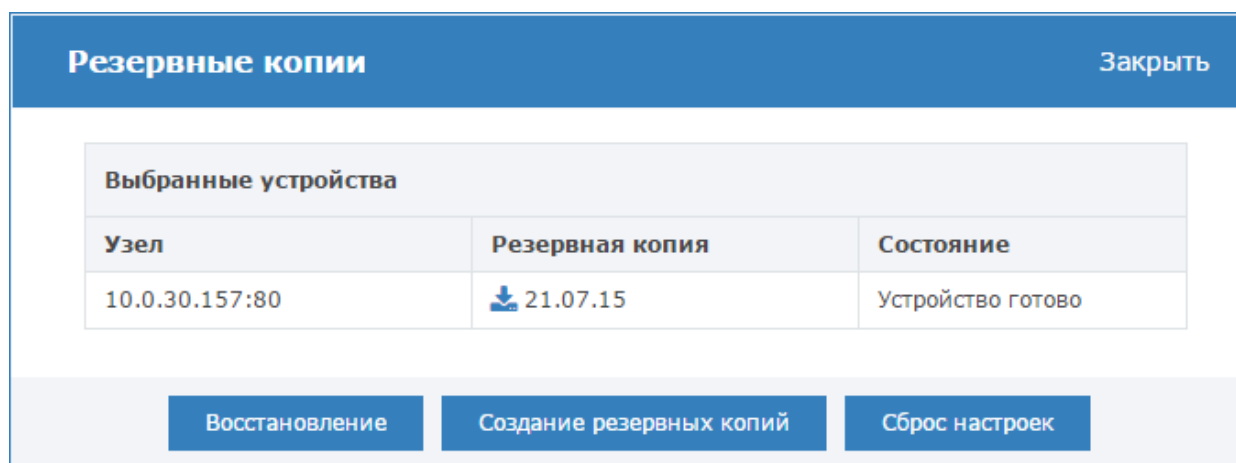 Резервные копии Закрыть
Выбранные устройства
Узел Резервная копия Состояние
10.0.30.157:80 21.07.15 Устройство готово
Восстановление Создание резервных копий Сброс настроек